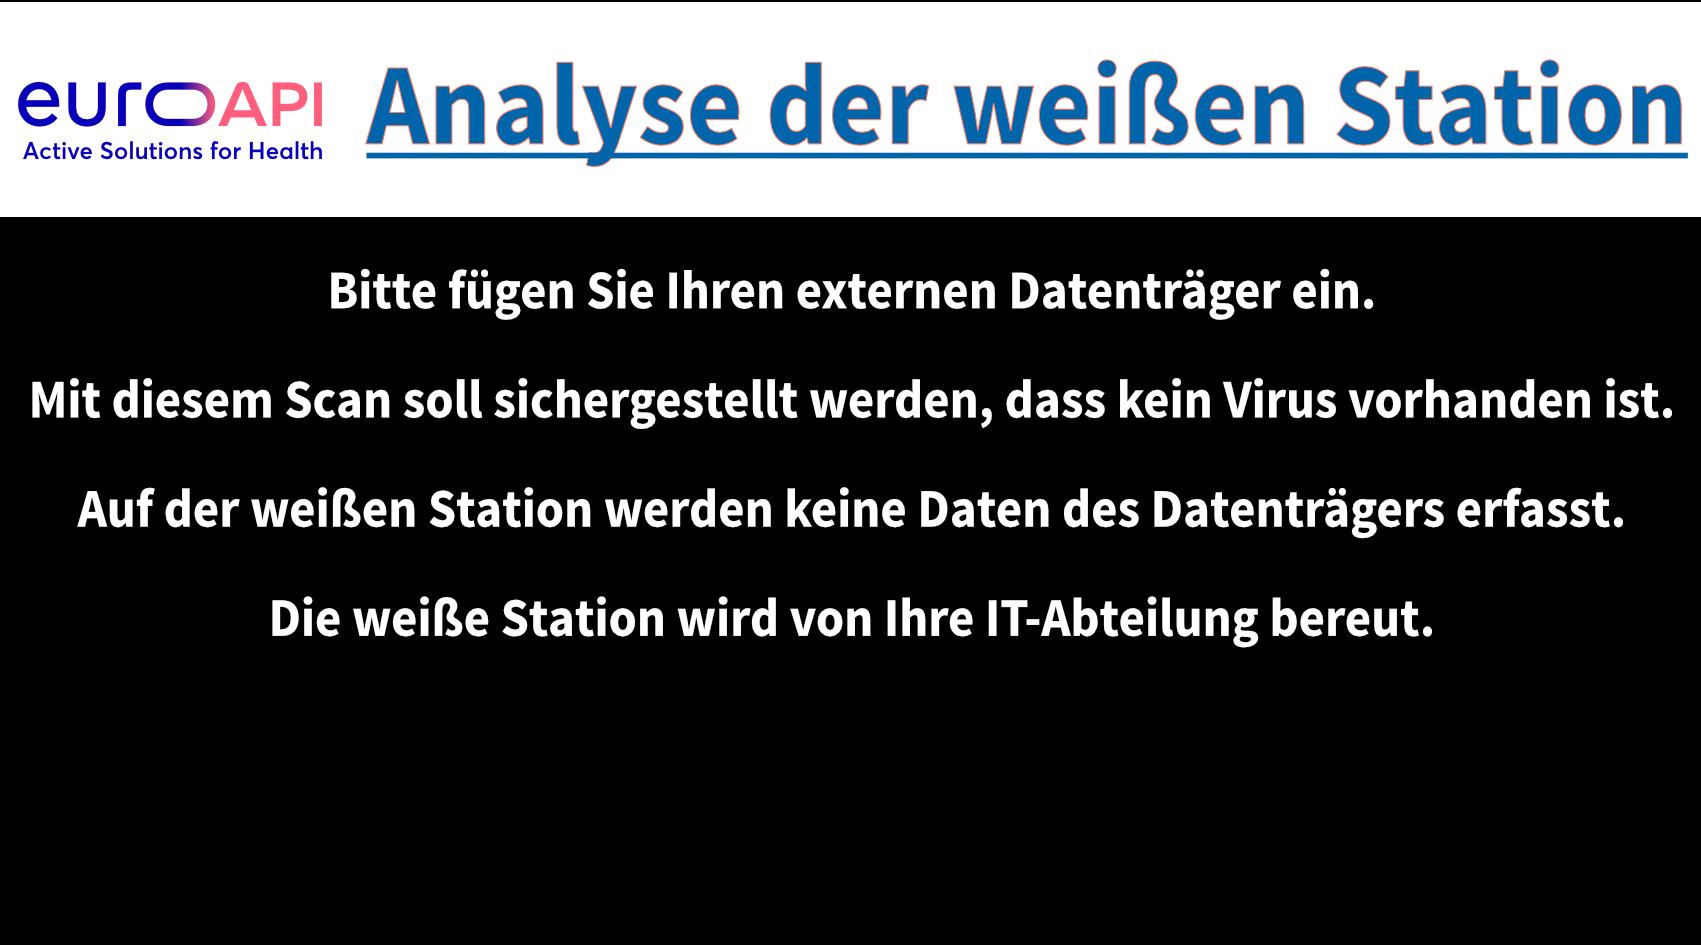 euroAPI
Active Solutions for Health
Analyse der weißen Station
Bitte fügen Sie Ihren externen Datenträger ein.
Mit diesem Scan soll sichergestellt werden, dass kein Virus vorhanden ist.
Auf der weißen Station werden keine Daten des Datenträgers erfasst.
Die weiße Station wird von Ihre IT-Abteilung bereut.